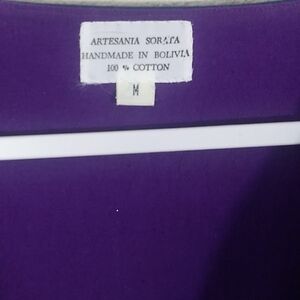 ARTESANIA SORATA
HANDMADE IN BOLIVIA
100 % COTTON
M